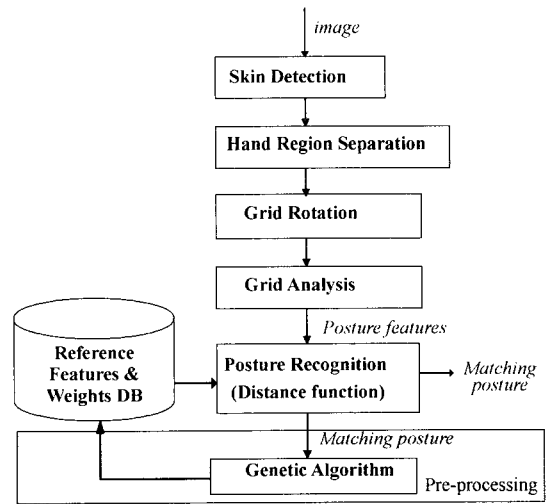 image
Skin Detection
Hand Region Separation
Grid Rotation
Grid Analysis
Posture features
Reference
Features &
Weights DB
Posture Recognition
(Distance function)
Matching
posture
Matching posture
Genetic Algorithm
Pre-processing